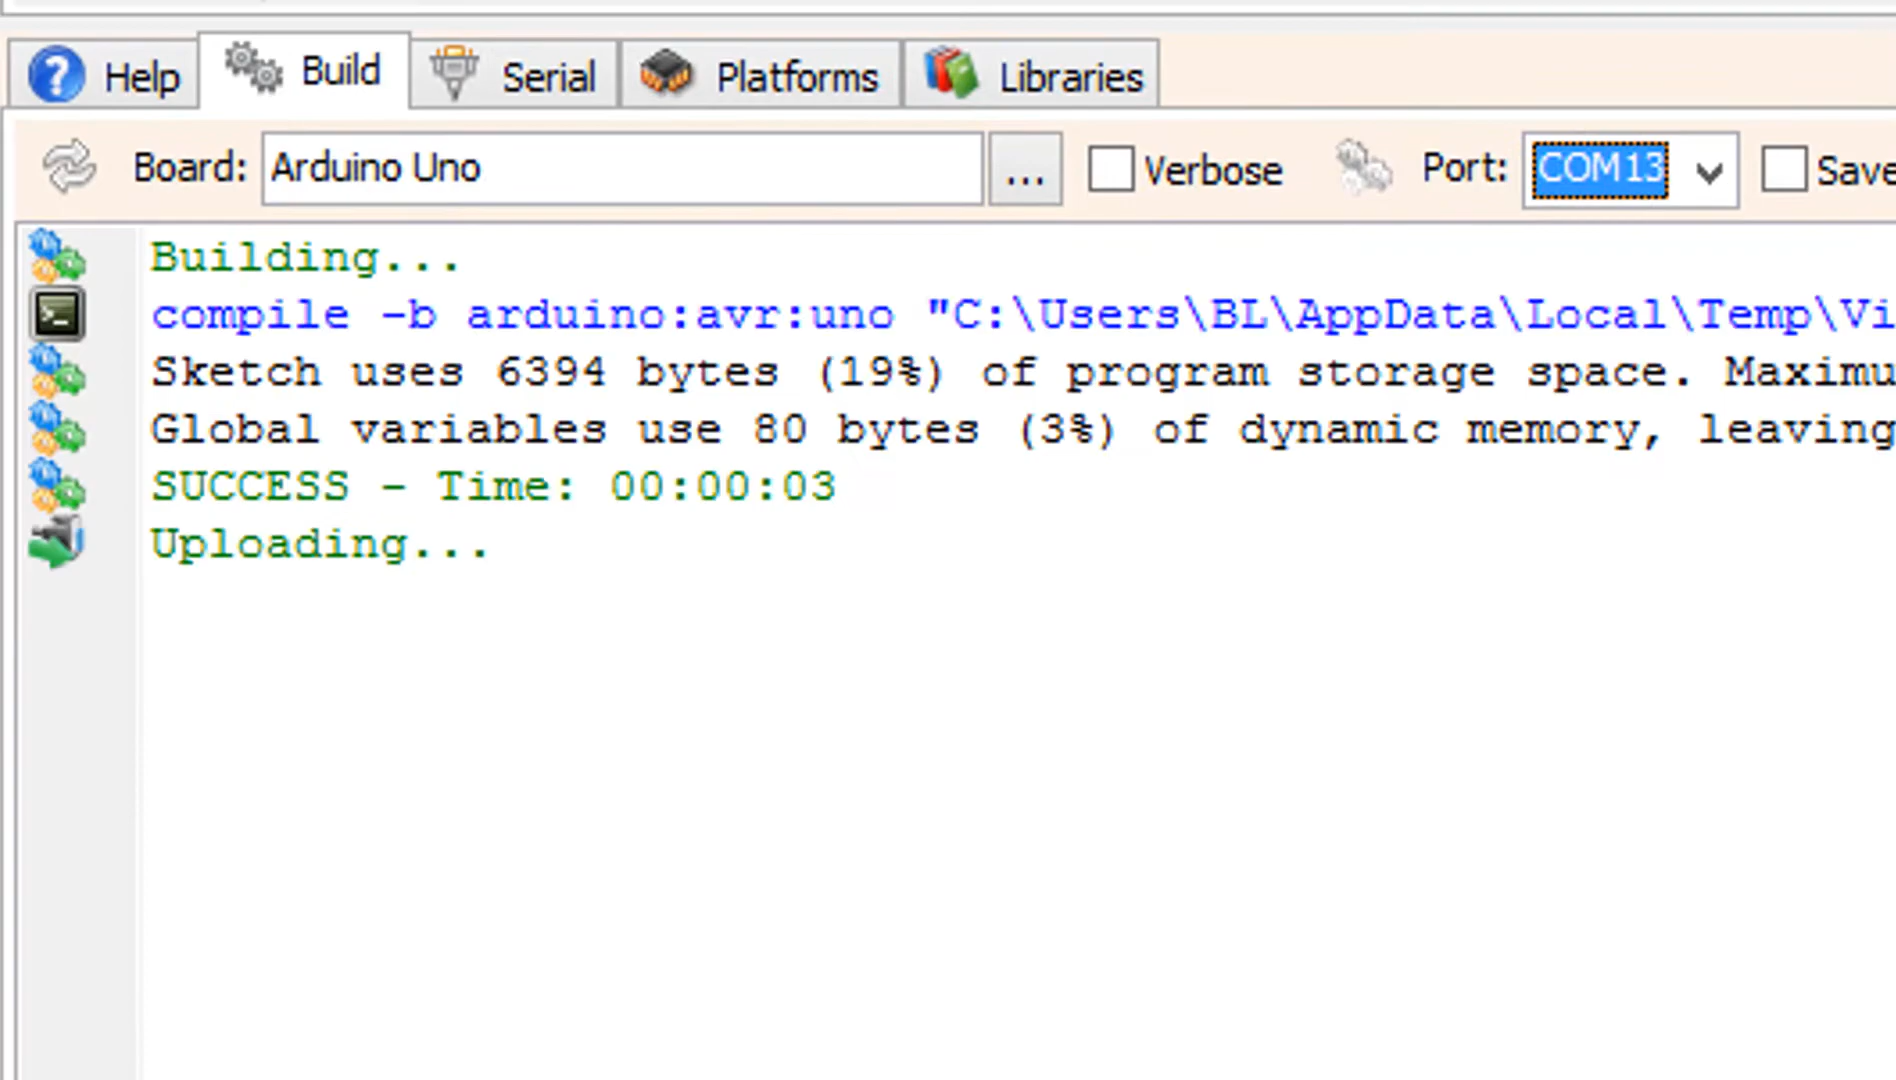 Help Build Serial Platforms Libraries
Board: Arduino Uno ... Verbose Port: COM13 Save
Building...
compile -b arduino:avr:uno "C:\Users\BL\AppData\Local\Temp\Vi
Sketch uses 6394 bytes (19%) of program storage space. Maximu
Global variables use 80 bytes (3%) of dynamic memory, leaving
SUCCESS - Time: 00:00:03
Uploading...